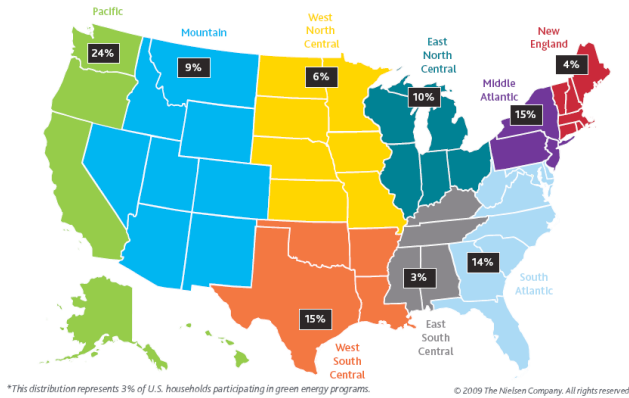 Pacific
24%
Mountain
9%
West
North
Central
6%
East
North
Central
10%
New
England
4%
Middle
Atlantic
15%
14%
South
Atlantic
3%
East
South
Central
15%
West
South
Central
*This distribution represents 3% of U.S. households participating in green energy programs.
© 2009 The Nielsen Company. All rights reserved